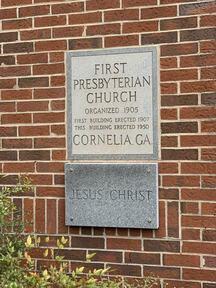 FIRST
PRESBYTERIAN
CHURCH
ORGANIZED 1905
FIRST BUILDING ERECTED 1907
THIS BUILDING ERECTED 1950
CORNELIA, GA.
JESUS CHRIST